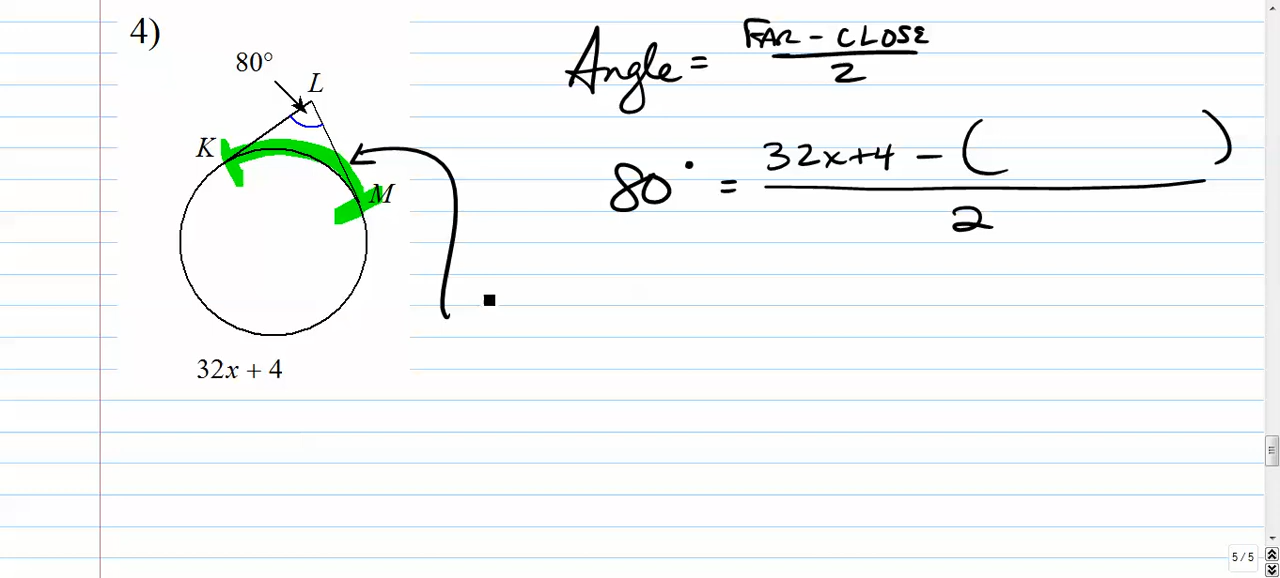 4)
80°
L
K
M
32x + 4
Angle = FAR - CLOSE / 2
80° = 32x+4 - ( ) / 2
5 / 5